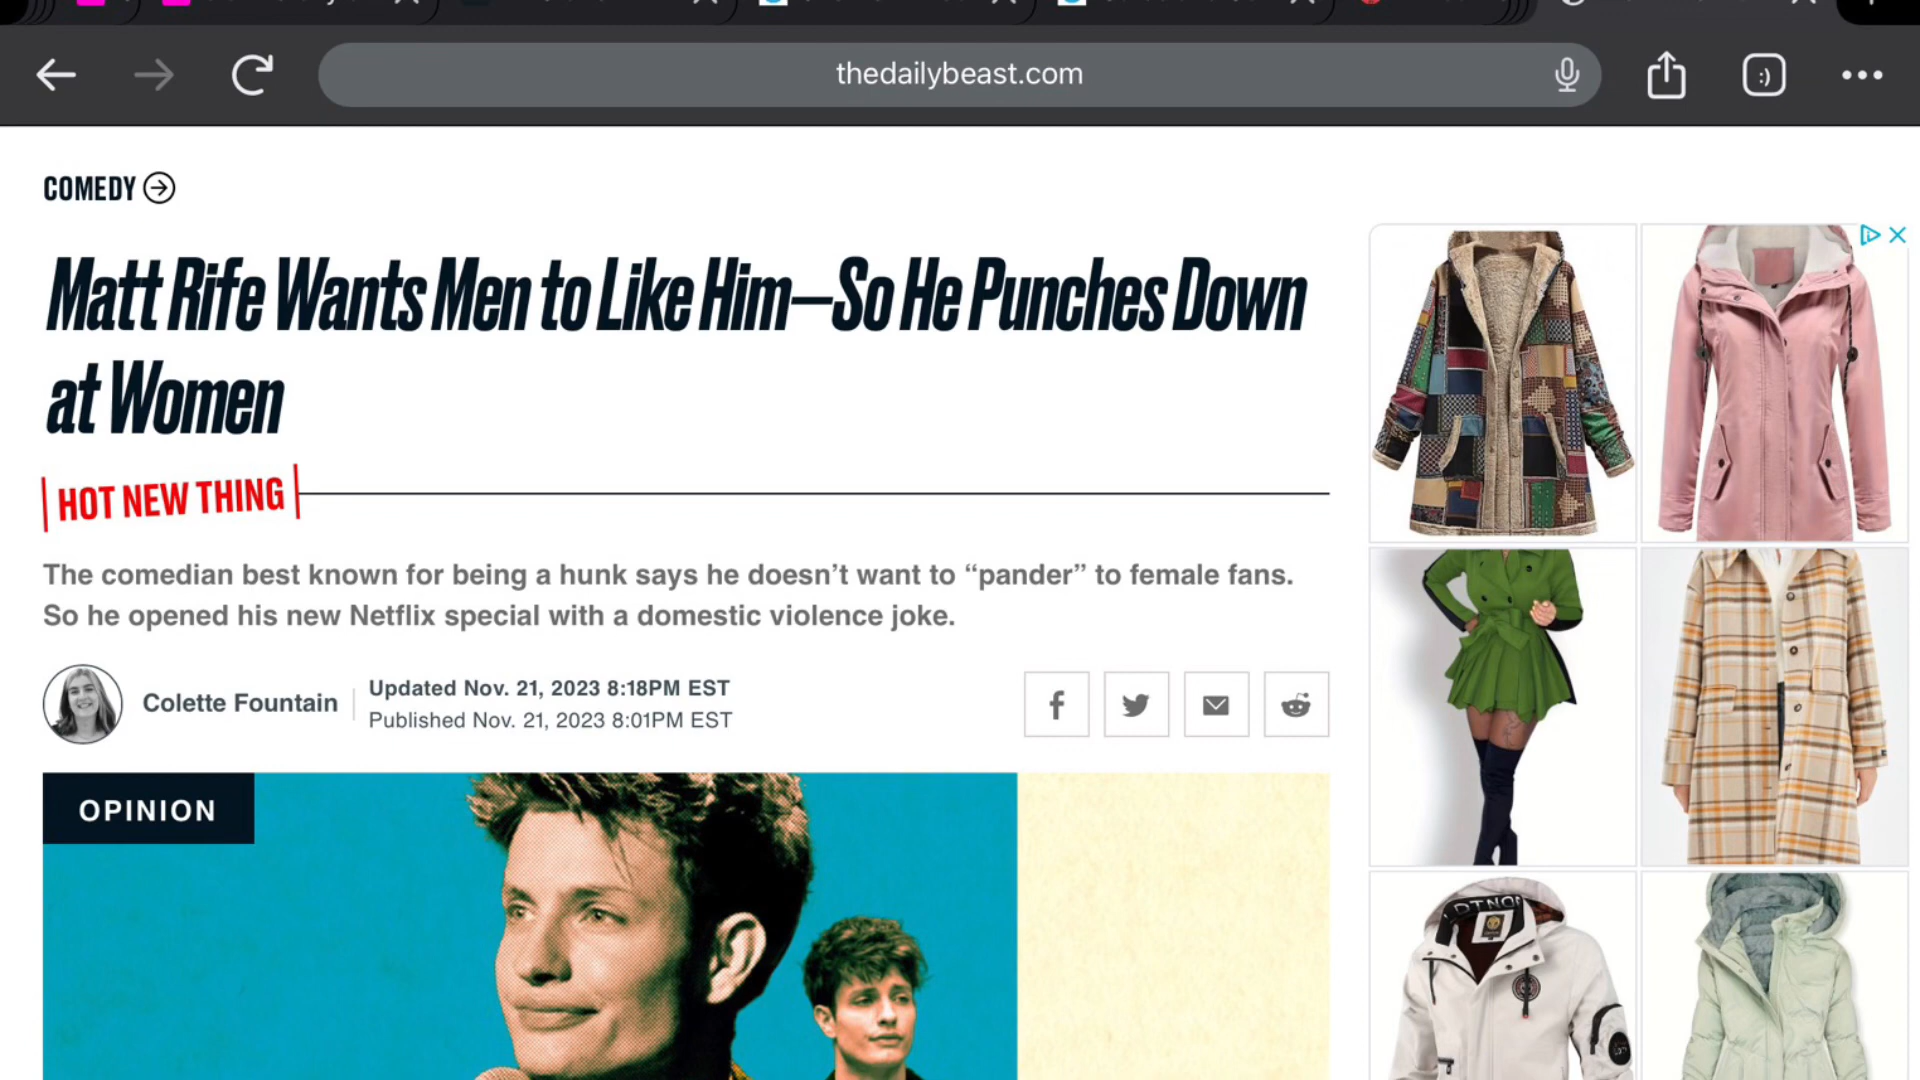 thedailybeast.com
:)
COMEDY
Matt Rife Wants Men to Like Him—So He Punches Down
at Women
HOT NEW THING
The comedian best known for being a hunk says he doesn’t want to “pander” to female fans.
So he opened his new Netflix special with a domestic violence joke.
Colette Fountain
Updated Nov. 21, 2023 8:18PM EST
Published Nov. 21, 2023 8:01PM EST
OPINION